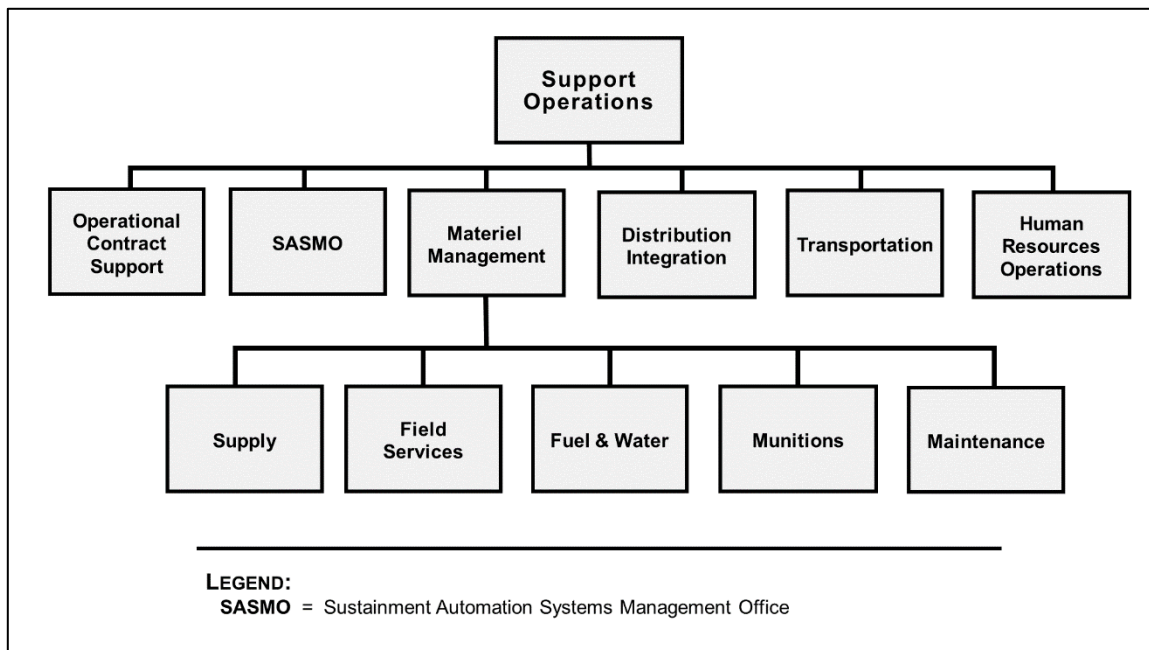 Support
Operations
Operational
Contract
Support
SASMO
Materiel
Management
Distribution
Integration
Transportation
Human
Resources
Operations
Supply
Field
Services
Fuel & Water
Munitions
Maintenance
LEGEND:
SASMO = Sustainment Automation Systems Management Office